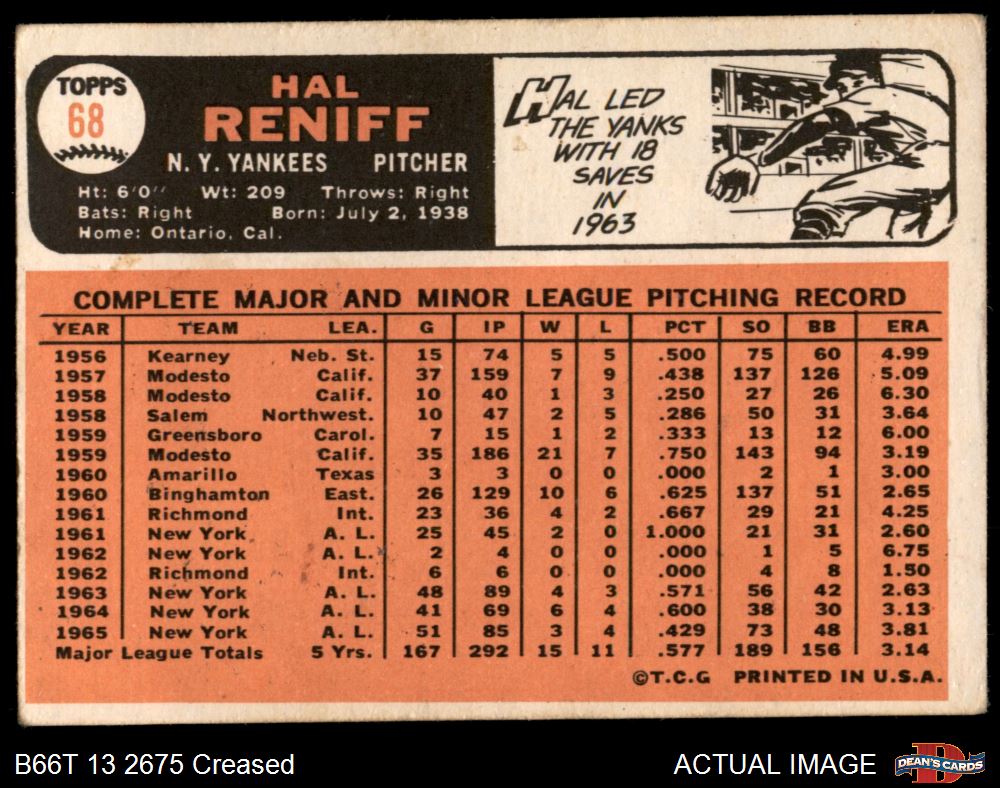 TOPPS
68
HAL
RENIFF
N. Y. YANKEES PITCHER
Ht: 6'0'' Wt: 209 Throws: Right
Bats: Right Born: July 2, 1938
Home: Ontario, Cal.
HAL LED
THE YANKS
WITH 18
SAVES
IN
1963
COMPLETE MAJOR AND MINOR LEAGUE PITCHING RECORD
YEAR TEAM LEA. G IP W L PCT SO BB ERA
1956 Kearney Neb. St. 15 74 5 5 .500 75 60 4.99
1957 Modesto Calif. 37 159 7 9 .438 137 126 5.09
1958 Modesto Calif. 10 40 1 3 .250 27 26 6.30
1958 Salem Northwest. 10 47 2 5 .286 50 31 3.64
1959 Greensboro Carol. 7 15 1 2 .333 13 12 6.00
1959 Modesto Calif. 35 186 21 7 .750 143 94 3.19
1960 Amarillo Texas 3 3 0 0 .000 2 1 3.00
1960 Binghamton East. 26 129 10 6 .625 137 51 2.65
1961 Richmond Int. 23 36 4 2 .667 29 21 4.25
1961 New York A. L. 25 45 2 0 1.000 21 31 2.60
1962 New York A. L. 2 4 0 0 .000 1 5 6.75
1962 Richmond Int. 6 6 0 0 .000 4 8 1.50
1963 New York A. L. 48 89 4 3 .571 56 42 2.63
1964 New York A. L. 41 69 6 4 .600 38 30 3.13
1965 New York A. L. 51 85 3 4 .429 73 48 3.81
Major League Totals 5 Yrs. 167 292 15 11 .577 189 156 3.14
©T.C.G PRINTED IN U.S.A.
B66T 13 2675 Creased
ACTUAL IMAGE
DEAN'S CARDS